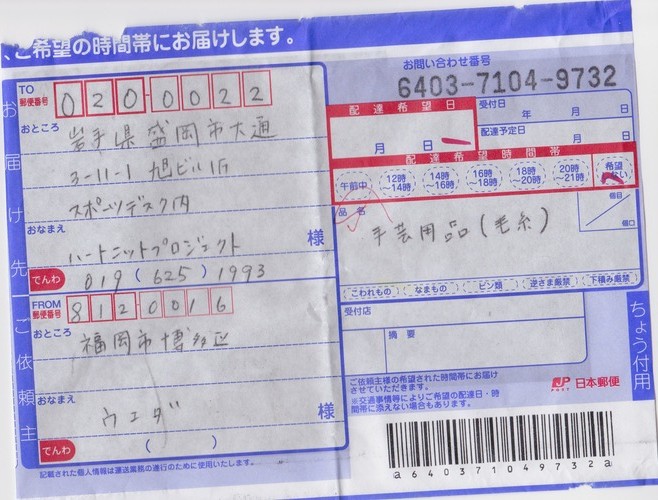 、ご希望の時間帯にお届けします。
お届け先
TO
郵便番号
020-0022
おところ
岩手県盛岡市大通
3-11-1 旭ビル1F
スポーツデスク内
おなまえ
ハートニットプロジェクト
様
でんわ
019(625)1993
ご依頼主
FROM
郵便番号
812-0016
おところ
福岡市博多区
おなまえ
ウエダ
様
でんわ
( )
記載された個人情報は運送業務の遂行のために使用いたします。
お問い合わせ番号
6403-7104-9732
配達希望日
月 日
受付日 年 月 日
配達予定日 月 日
配達希望時間帯
午前中
12時~14時
14時~16時
16時~18時
18時~20時
20時~21時
希望ない
品名
手芸用品(毛糸)
個目
個口
こわれもの
なまもの
ビン類
逆さま厳禁
下積み厳禁
受付店
摘要
ちょう付用
ご依頼主様の希望された時間帯にお届け
させていただきます。
※交通事情等によりご希望の配達日・時
間帯に添えない場合もあります。
JP
POST
日本郵便
a640371049732a